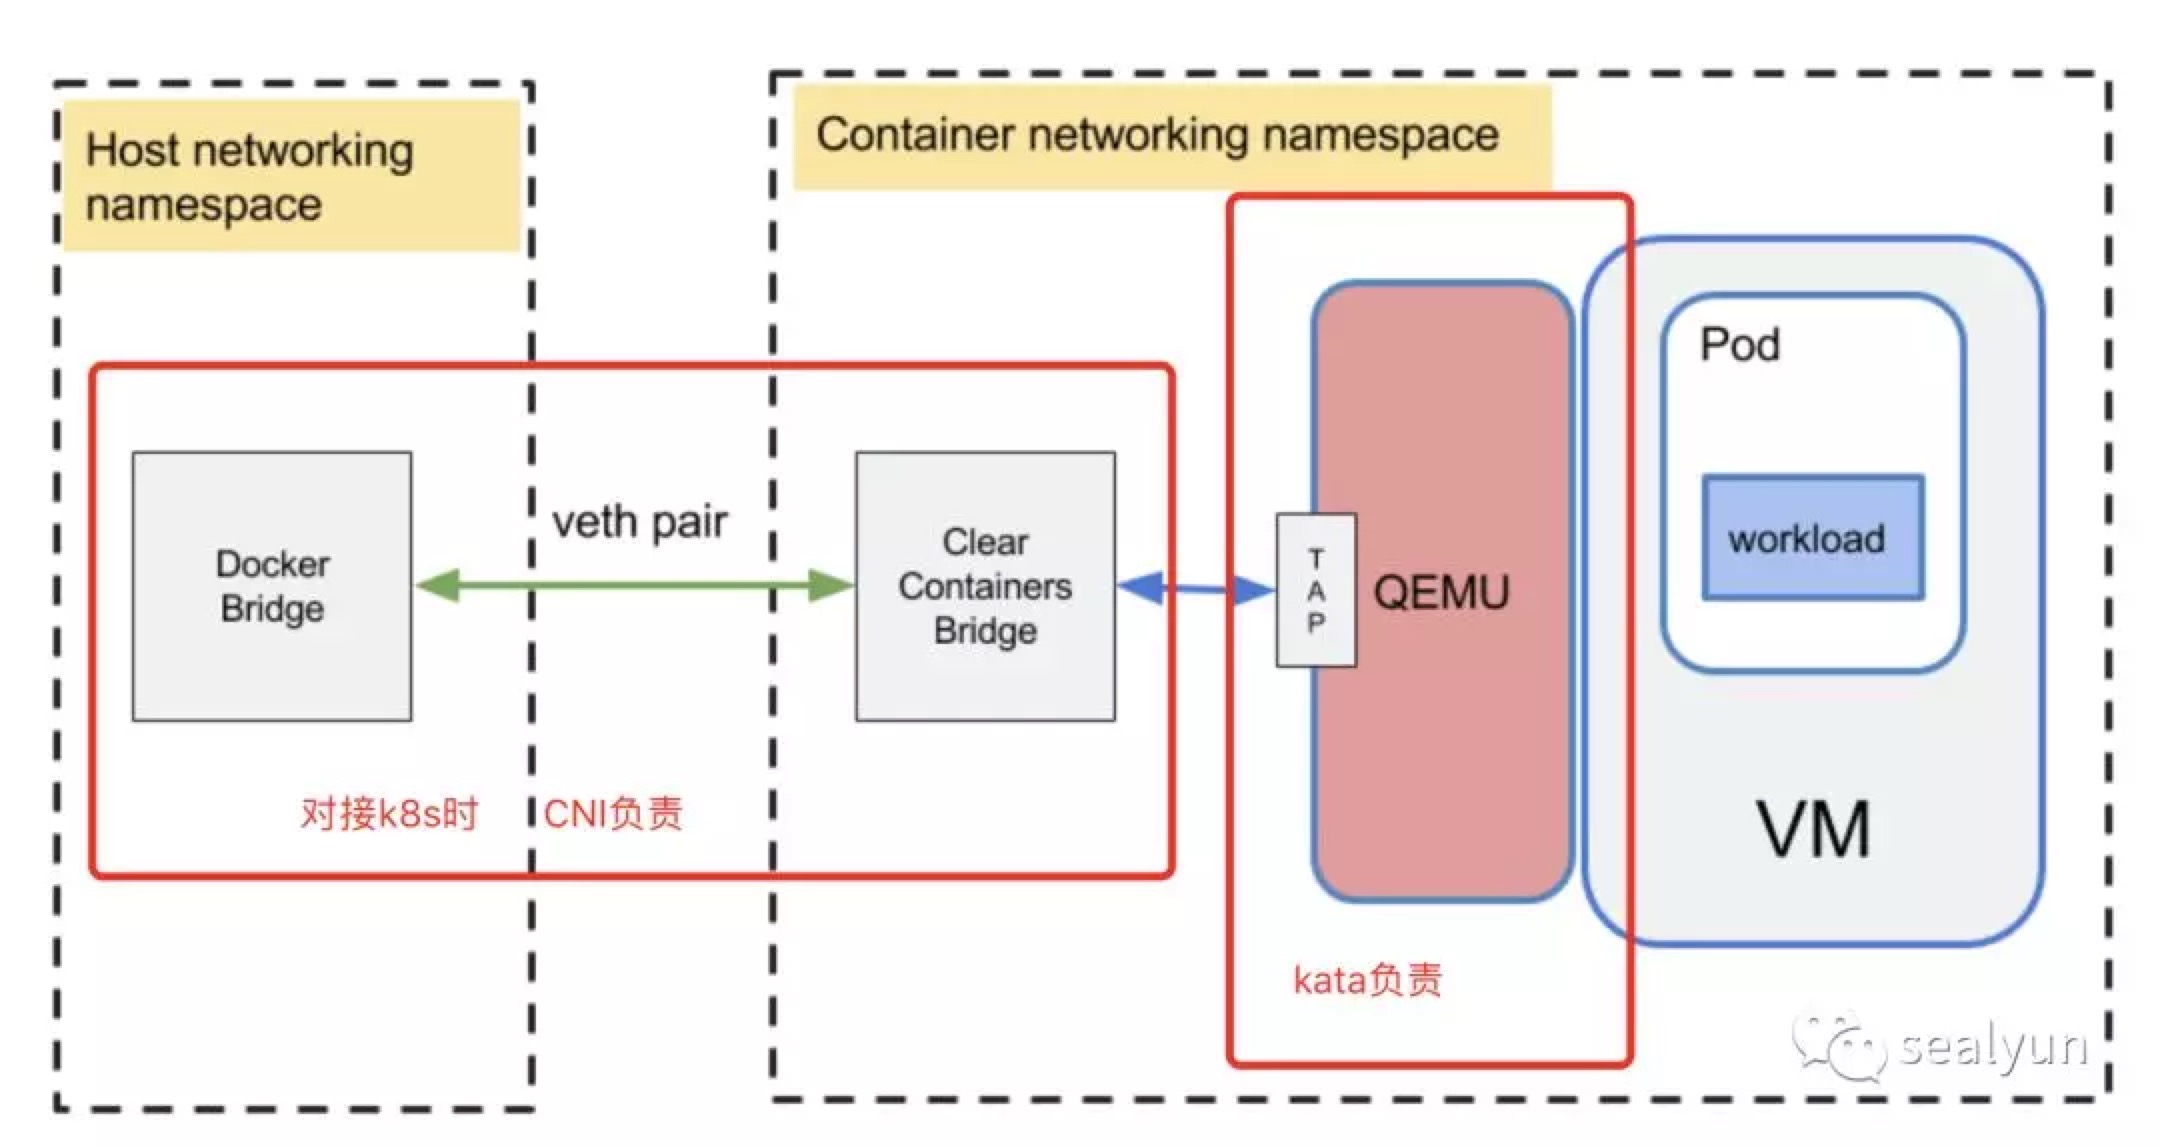 Host networking
namespace
Container networking namespace
Docker
Bridge
veth pair
Clear
Containers
Bridge
T
A
P
QEMU
Pod
workload
VM
对接k8s时
CNI负责
kata负责
sealyun